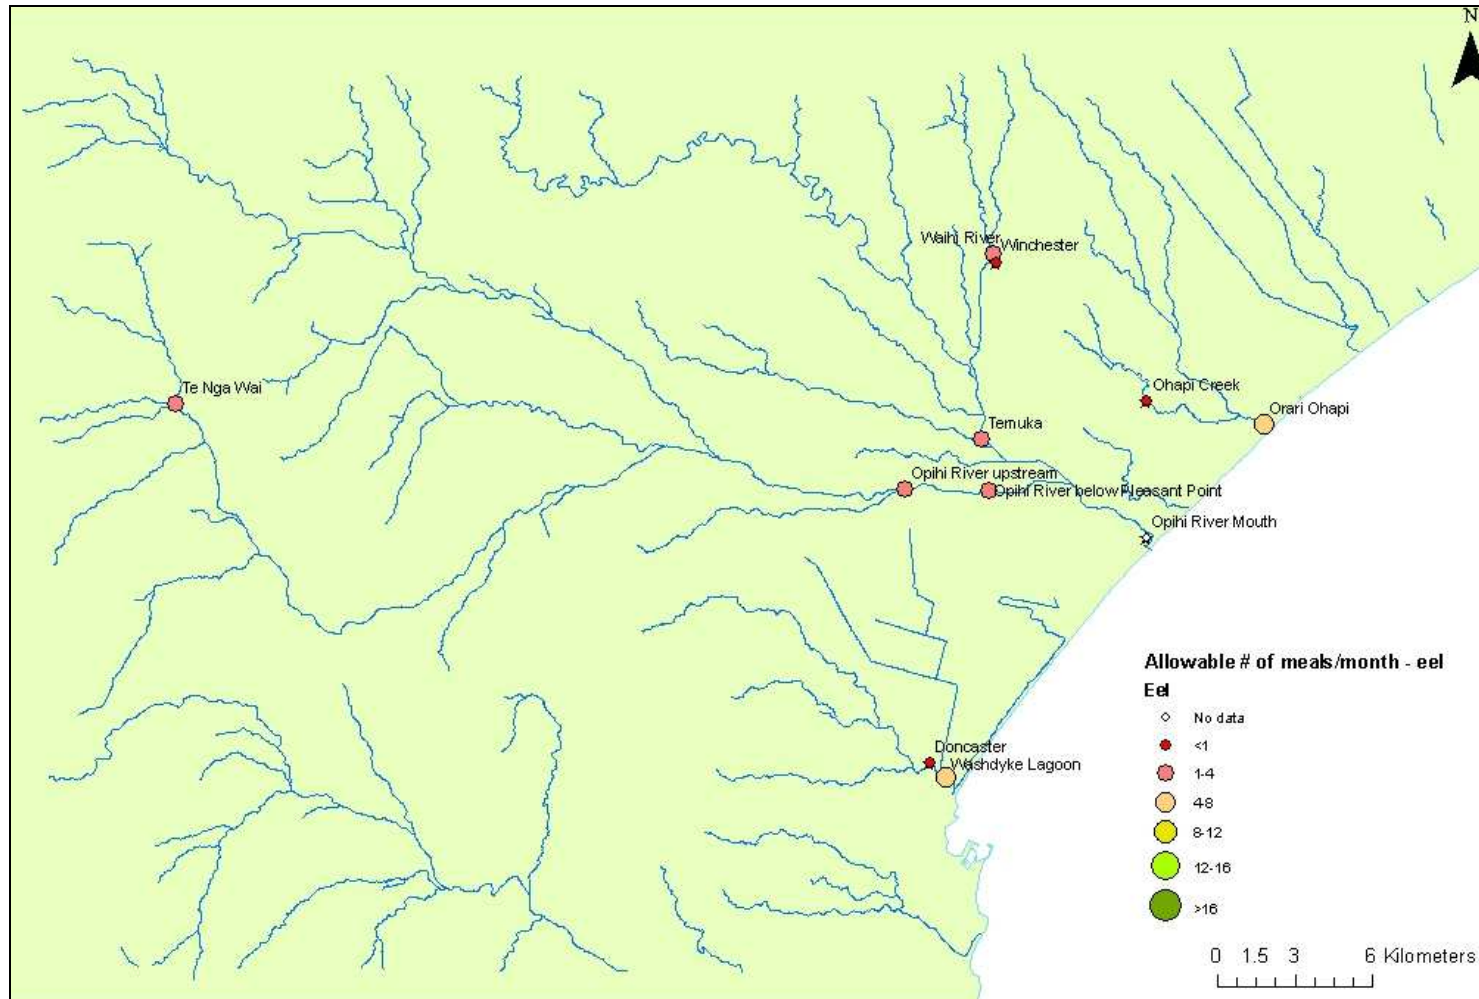 N
Waihi River
Winchester
Te Nga Wai
Ohapi Creek
Orari Ohapi
Temuka
Opihi River upstream
Opihi River below Pleasant Point
Opihi River Mouth
Doncaster
Washdyke Lagoon
Allowable # of meals/month - eel
Eel
No data
<1
1-4
4-8
8-12
12-16
>16
0 1.5 3 6 Kilometers